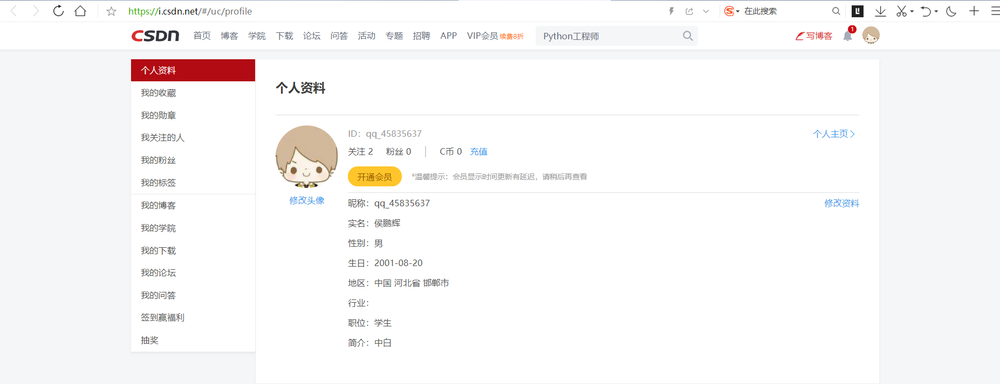 https://i.csdn.net/#/uc/profile
在此搜索
CSDN 首页 博客 学院 下载 论坛 问答 活动 专题 招聘 APP VIP会员 续费8折 Python工程师 写博客 1
个人资料
我的收藏
我的勋章
我关注的人
我的粉丝
我的标签
我的博客
我的学院
我的下载
我的论坛
我的问答
签到赢福利
抽奖
个人资料
ID：qq_45835637 个人主页
关注 2 粉丝 0 C币 0 充值
开通会员 *温馨提示：会员显示时间更新有延迟，请稍后再查看
修改头像
昵称：qq_45835637 修改资料
实名：侯鹏辉
性别：男
生日：2001-08-20
地区：中国 河北省 邯郸市
行业：
职位：学生
简介：中白